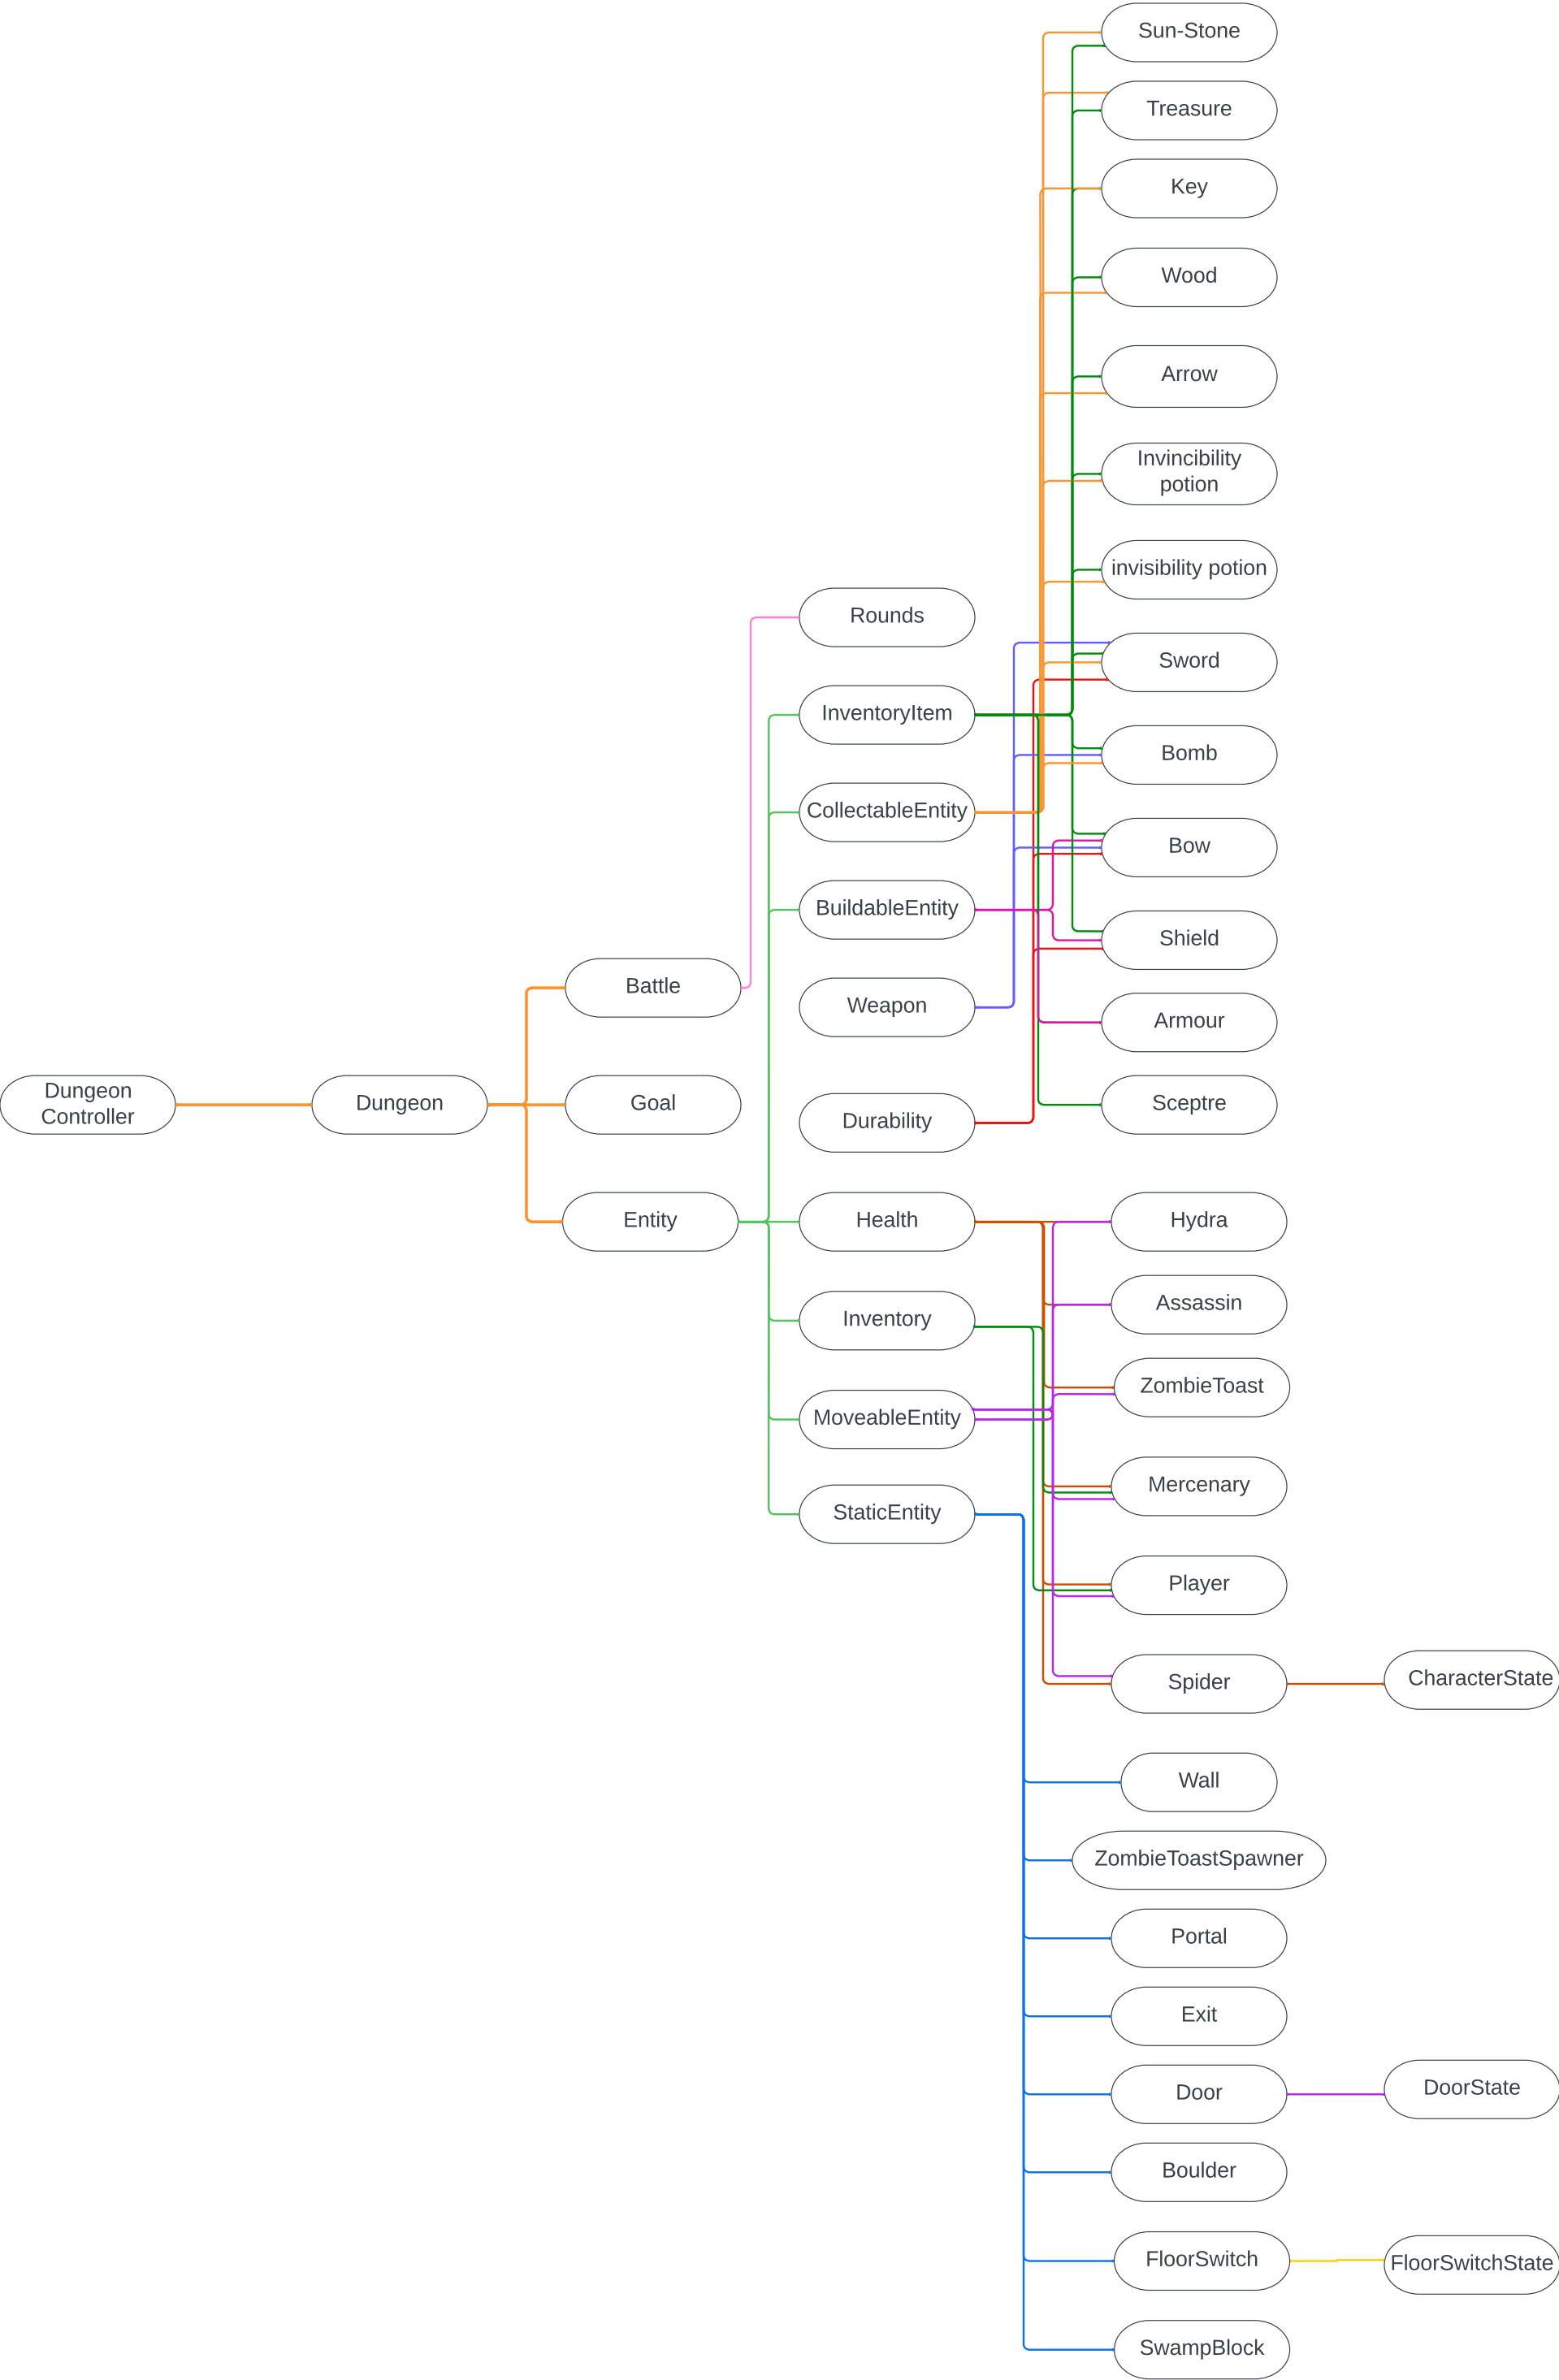 Sun-Stone
Treasure
Key
Wood
Arrow
Invincibility
potion
invisibility potion
Rounds
Sword
InventoryItem
Bomb
CollectableEntity
Bow
BuildableEntity
Shield
Battle
Weapon
Armour
Dungeon
Controller
Dungeon
Goal
Durability
Sceptre
Entity
Health
Hydra
Assassin
Inventory
ZombieToast
MoveableEntity
Mercenary
StaticEntity
Player
Spider
CharacterState
Wall
ZombieToastSpawner
Portal
Exit
Door
DoorState
Boulder
FloorSwitch
FloorSwitchState
SwampBlock